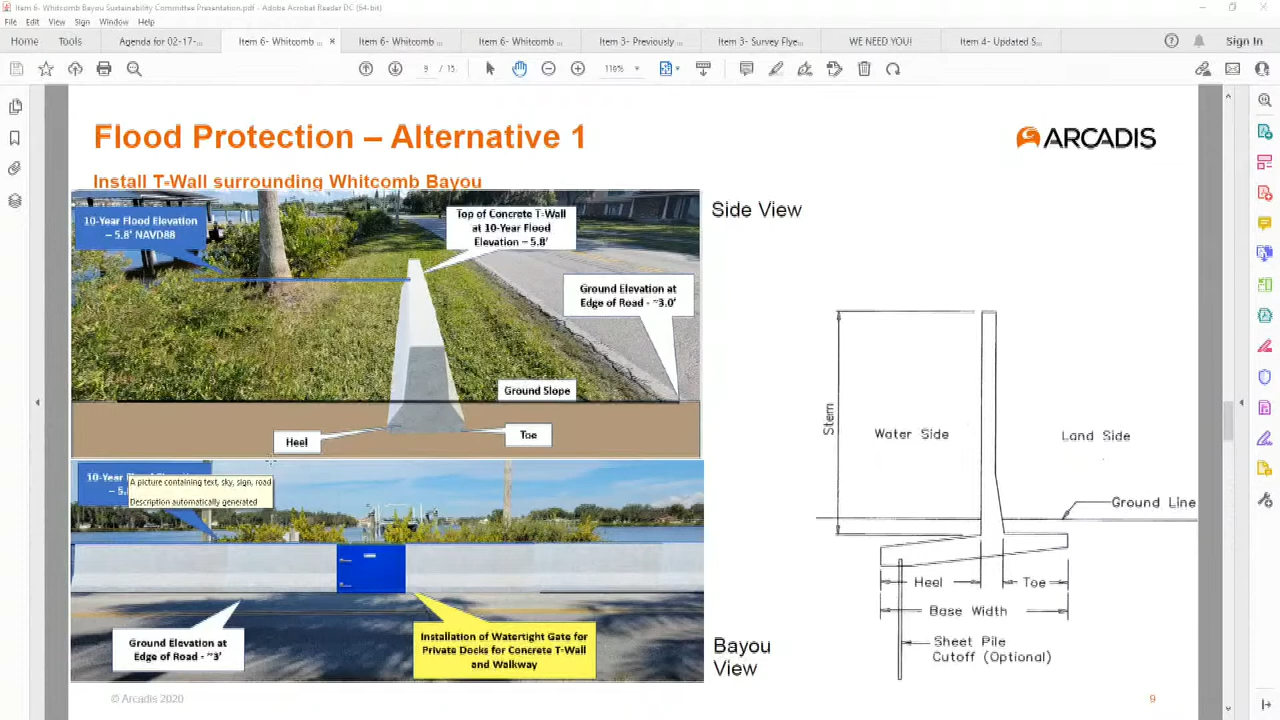 Item 6- Whitcomb Bayou Sustainability Committee Presentation.pdf - Adobe Acrobat Reader DC (64-bit)
File Edit View Sign Window Help
Home Tools Agenda for 02-17-... Item 6- Whitcomb ... × Item 6- Whitcomb ... Item 6- Whitcomb ... Item 3- Previously ... Item 3- Survey Flye... WE NEED YOU! Item 4- Updated S... Sign In
9 / 15 116%
Flood Protection – Alternative 1
ARCADIS
Install T-Wall surrounding Whitcomb Bayou
10-Year Flood Elevation
– 5.8' NAVD88
Top of Concrete T-Wall
at 10-Year Flood
Elevation – 5.8'
Ground Elevation at
Edge of Road - ~3.0'
Ground Slope
Heel
Toe
Side View
Stem
Water Side
Land Side
Ground Line
Heel
Toe
Base Width
Sheet Pile
Cutoff (Optional)
A picture containing text, sky, sign, road
Description automatically generated
Ground Elevation at
Edge of Road - ~3'
Installation of Watertight Gate for
Private Docks for Concrete T-Wall
and Walkway
Bayou
View
© Arcadis 2020
9